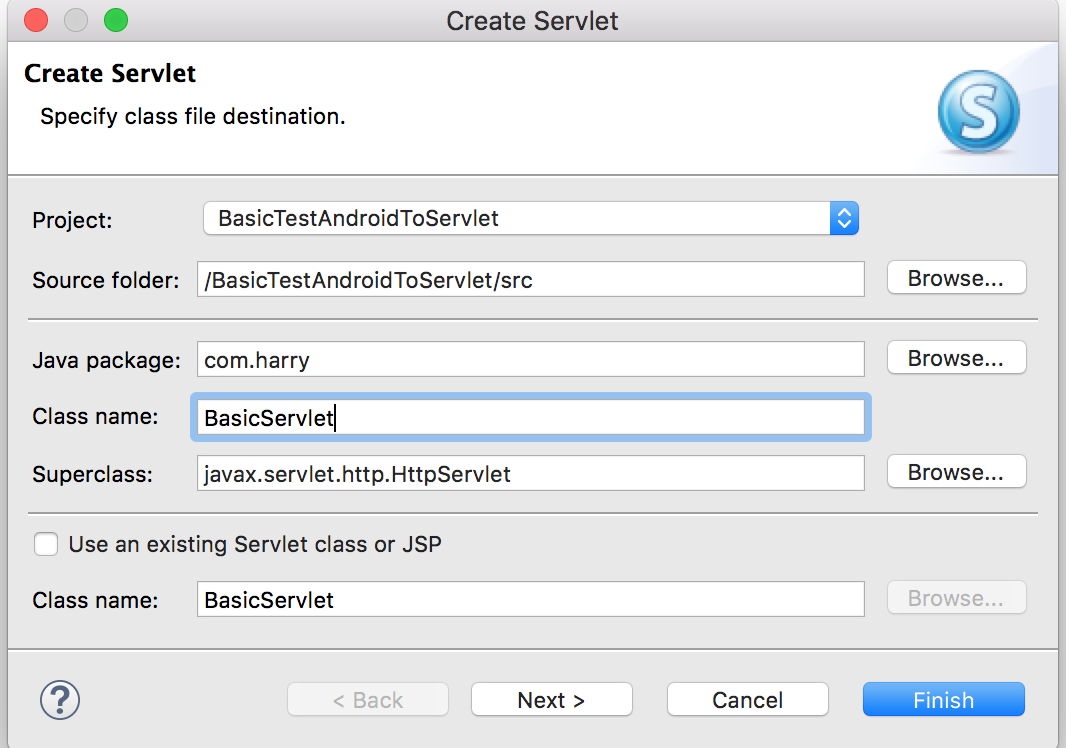 Create Servlet
Create Servlet
Specify class file destination.
S
Project: BasicTestAndroidToServlet
Source folder: /BasicTestAndroidToServlet/src Browse...
Java package: com.harry Browse...
Class name: BasicServlet
Superclass: javax.servlet.http.HttpServlet Browse...
Use an existing Servlet class or JSP
Class name: BasicServlet Browse...
? < Back Next > Cancel Finish